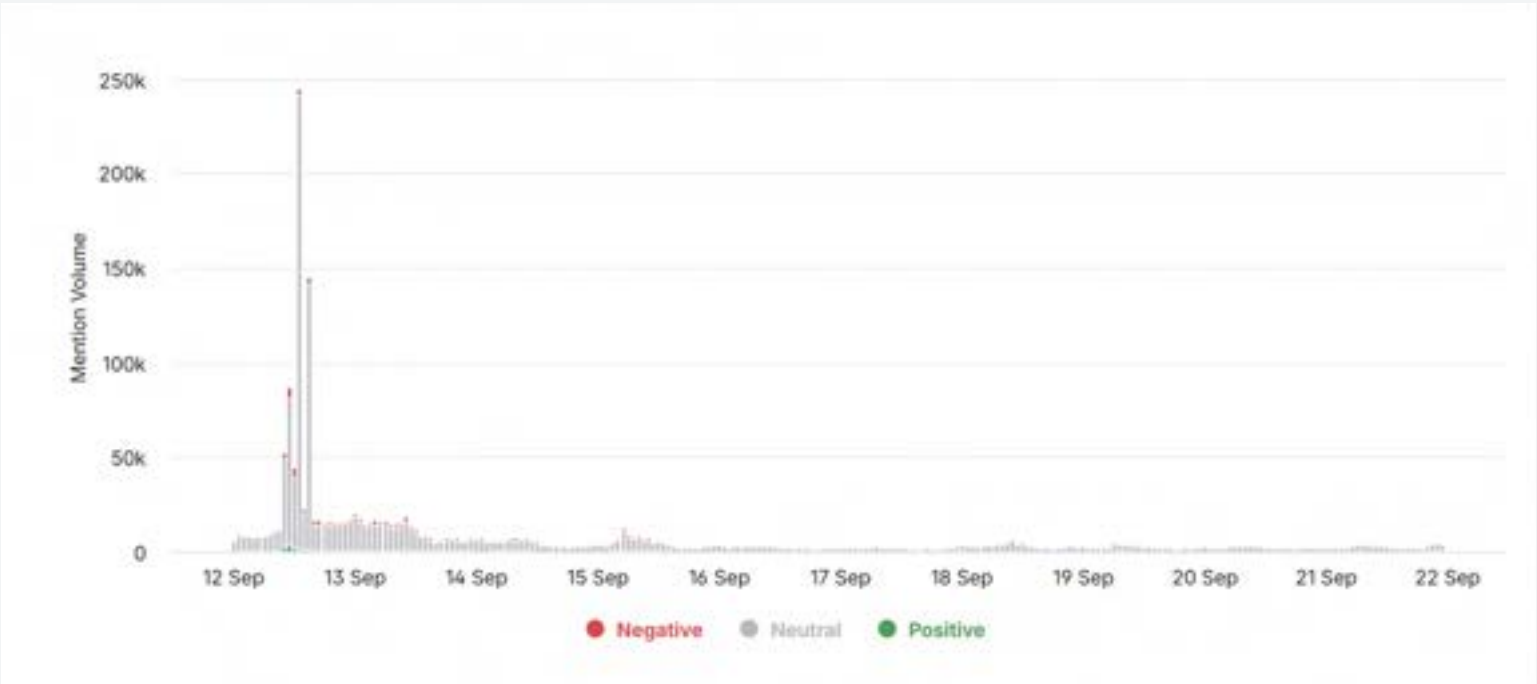 250k
200k
150k
100k
50k
0
Mention Volume
12 Sep 13 Sep 14 Sep 15 Sep 16 Sep 17 Sep 18 Sep 19 Sep 20 Sep 21 Sep 22 Sep
Negative Neutral Positive